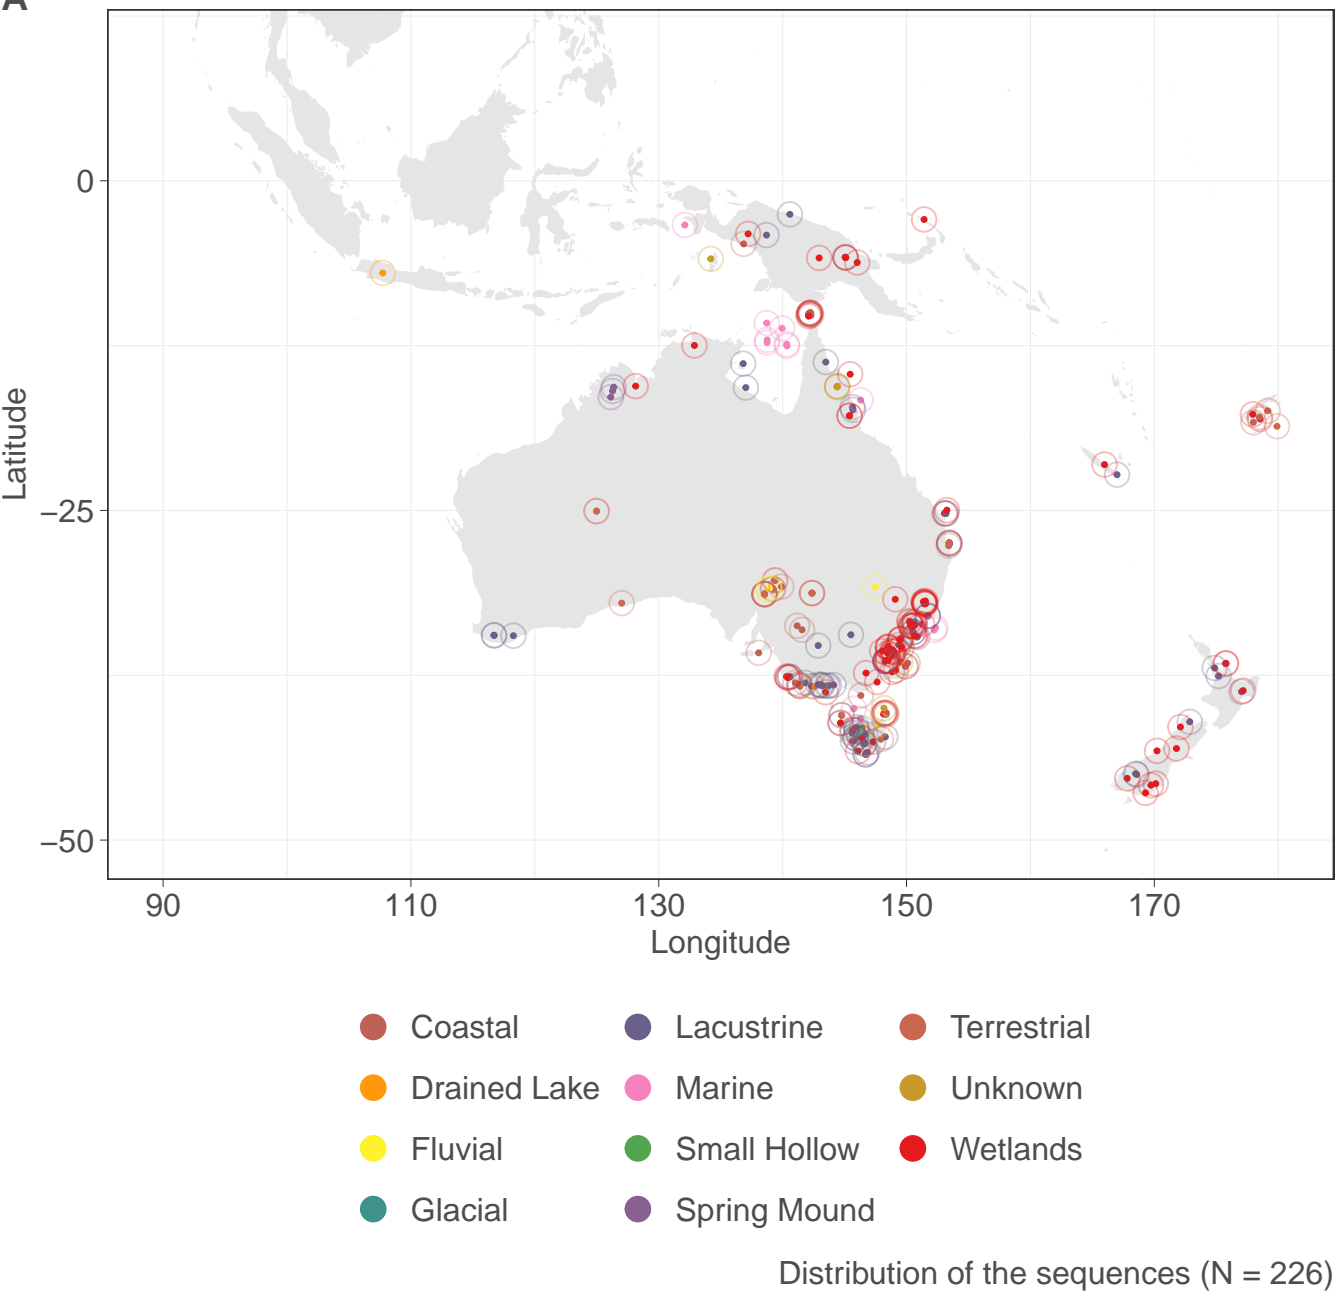 A
0
−25
−50
Latitude
90 110 130 150 170
Longitude
Coastal Lacustrine Terrestrial
Drained Lake Marine Unknown
Fluvial Small Hollow Wetlands
Glacial Spring Mound
Distribution of the sequences (N = 226)